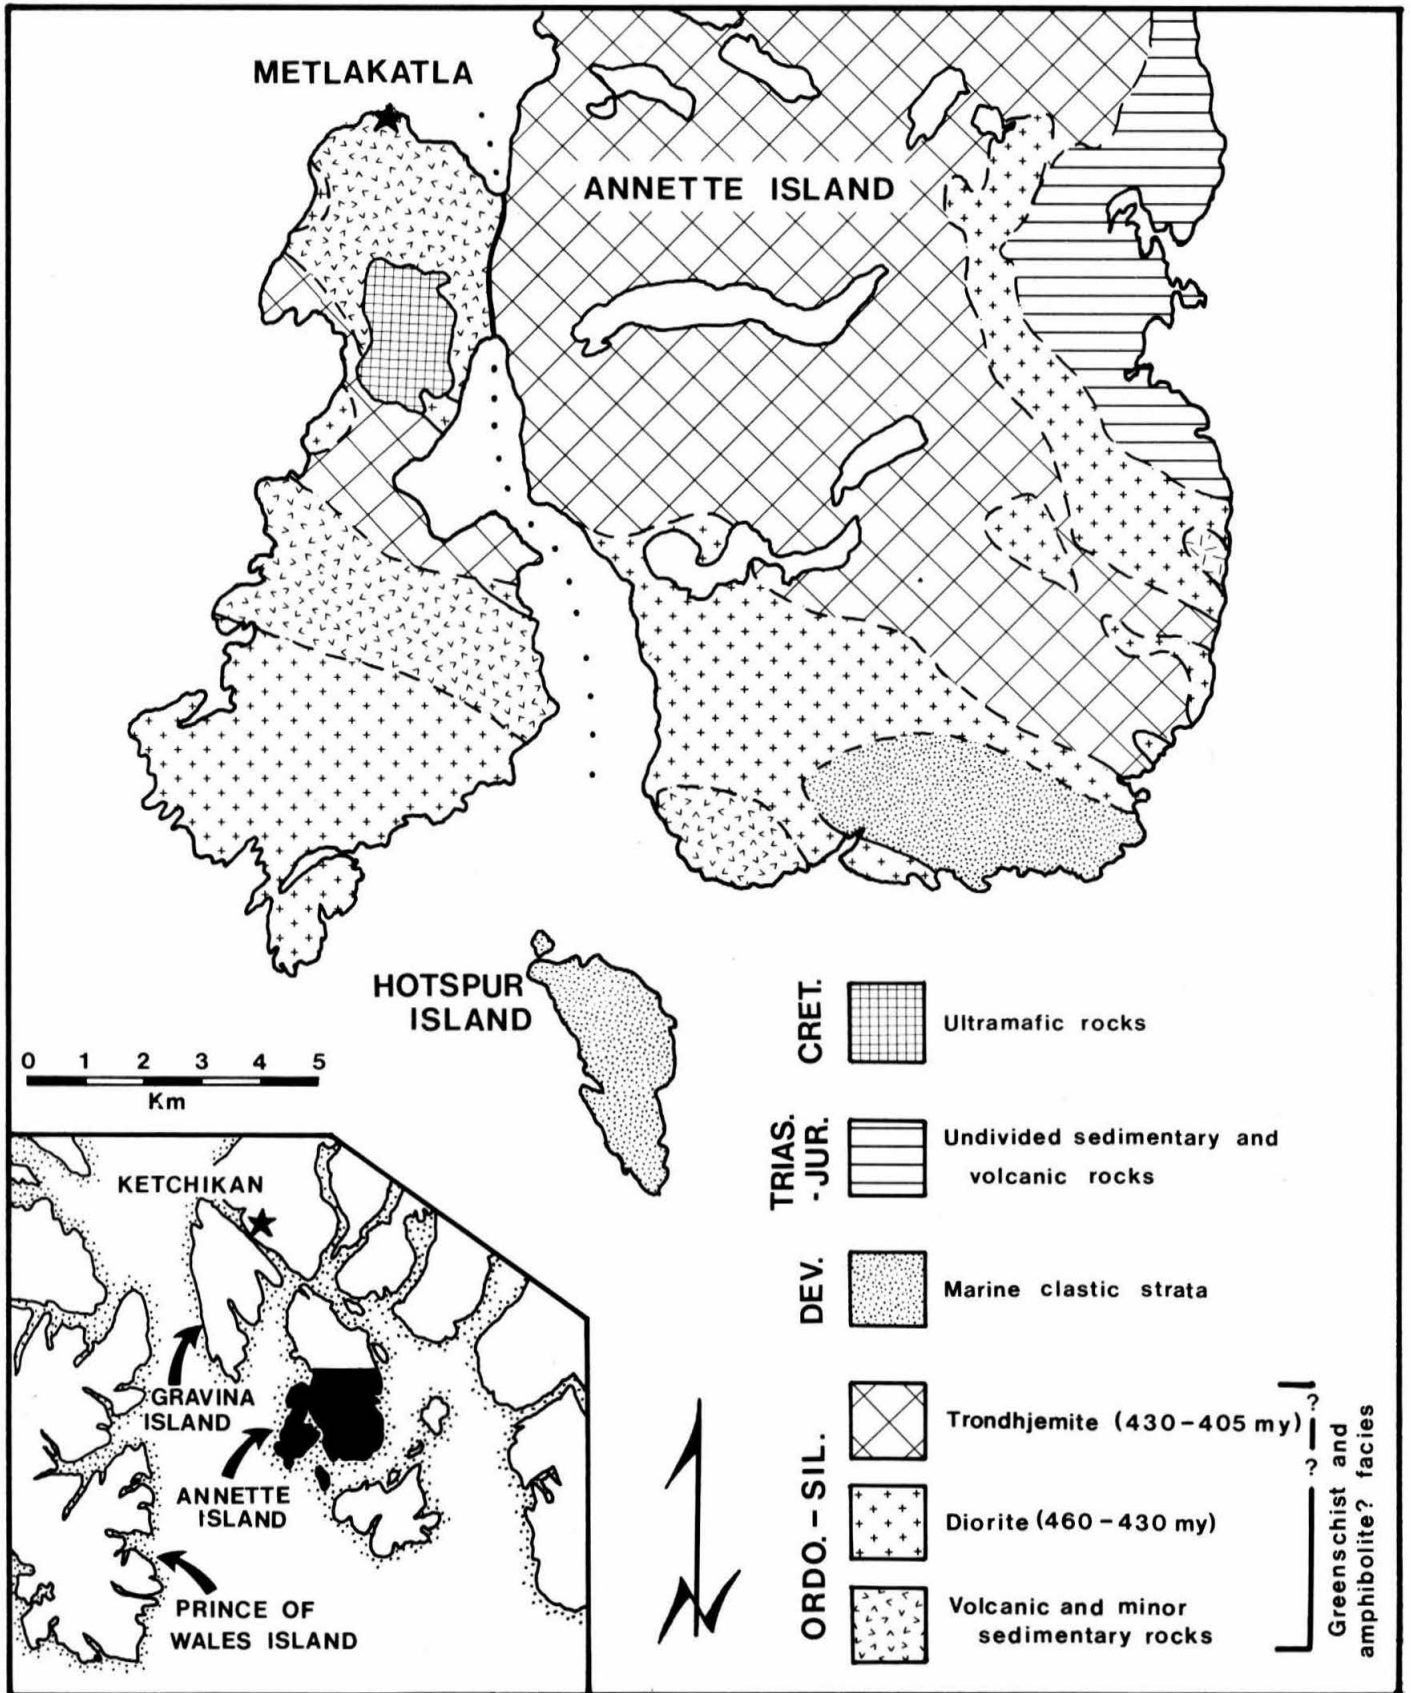 METLAKATLA
ANNETTE ISLAND
HOTSPUR
ISLAND
0 1 2 3 4 5
Km
KETCHIKAN
GRAVINA
ISLAND
ANNETTE
ISLAND
PRINCE OF
WALES ISLAND
N
CRET.
Ultramafic rocks
TRIAS.
-JUR.
Undivided sedimentary and
volcanic rocks
DEV.
Marine clastic strata
ORDO. – SIL.
Trondhjemite (430 – 405 my)
Diorite (460 – 430 my)
Volcanic and minor
sedimentary rocks
?
?
Greenschist and
amphibolite? facies